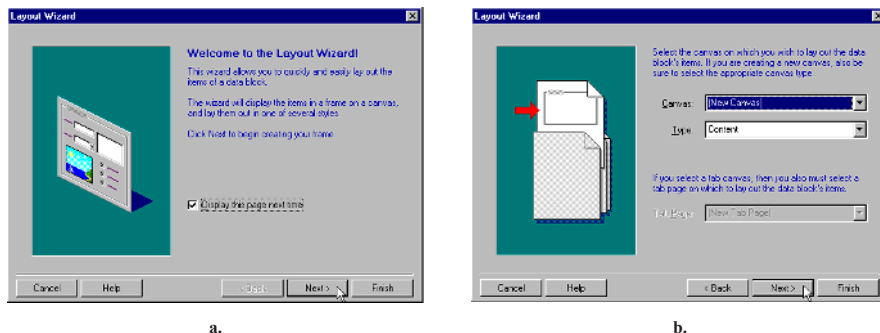 Layout Wizard
Welcome to the Layout Wizard!
This wizard allows you to quickly and easily lay out the
items of a data block.
The wizard will display the items in a frame on a canvas,
and lay them out in one of several styles
Click Next to begin creating your frame
Display this page next time
Cancel Help < Back Next > Finish
a.
Layout Wizard
Select the canvas on which you wish to lay out the data
block's items. If you are creating a new canvas, also be
sure to select the appropriate canvas type.
Canvas: [New Canvas]
Type: Content
If you select a tab canvas, then you also must select a
tab page on which to lay out the data block's items.
Tab Page: [New Tab Page]
Cancel Help < Back Next > Finish
b.